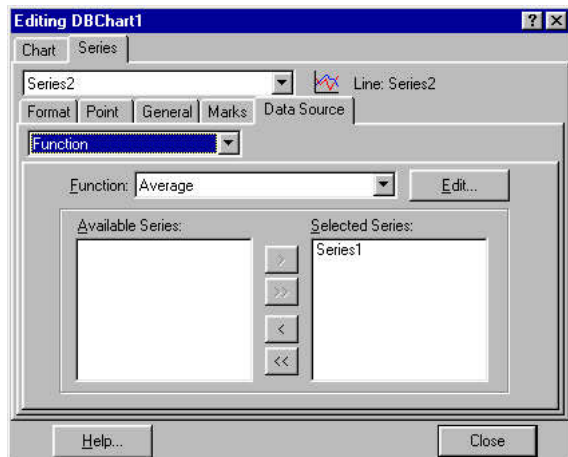 Editing DBChart1
Chart Series
Series2 Line: Series2
Format Point General Marks Data Source
Function
Function: Average Edit...
Available Series: Selected Series:
Series1
>
>>
<
<<
Help... Close